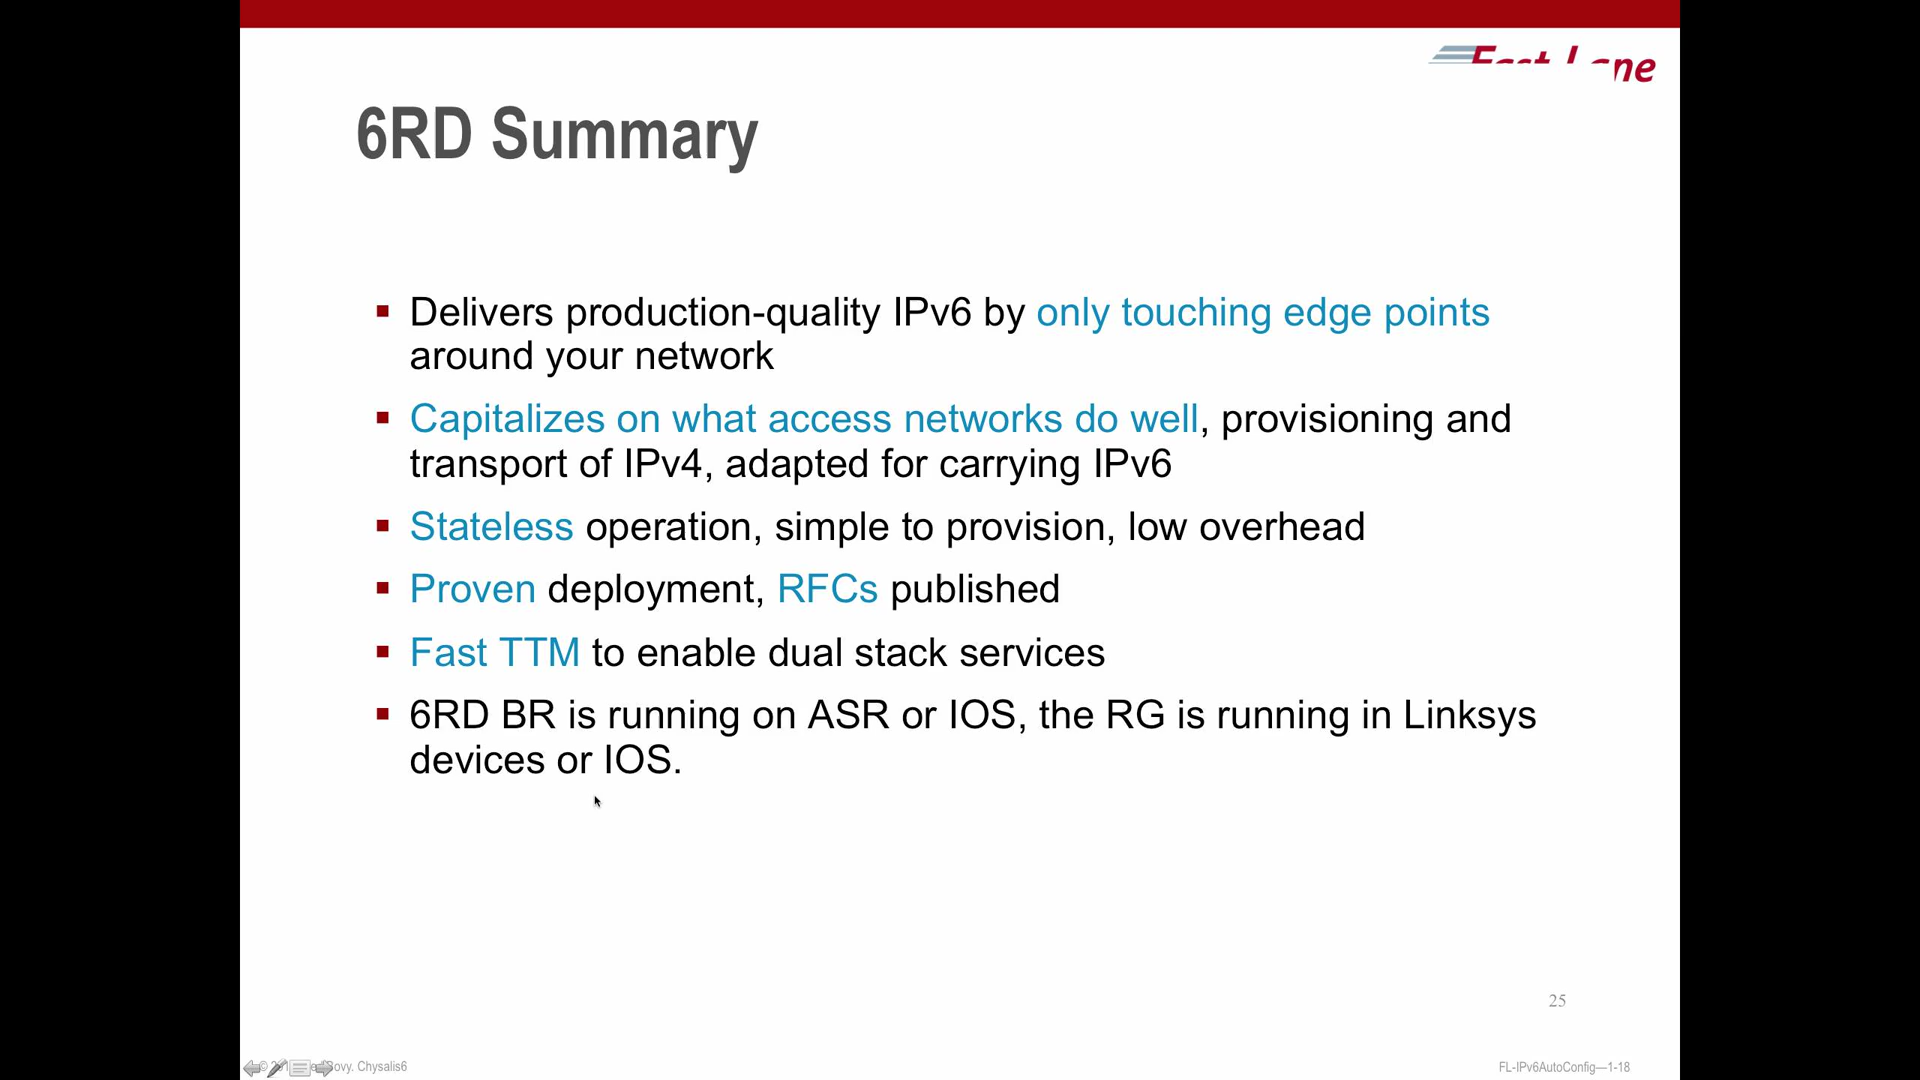 Fast Lane
6RD Summary
▪ Delivers production-quality IPv6 by only touching edge points
around your network
▪ Capitalizes on what access networks do well, provisioning and
transport of IPv4, adapted for carrying IPv6
▪ Stateless operation, simple to provision, low overhead
▪ Proven deployment, RFCs published
▪ Fast TTM to enable dual stack services
▪ 6RD BR is running on ASR or IOS, the RG is running in Linksys
devices or IOS.
25
© Bovy. Chysalis6
FL-IPv6AutoConfig—1-18